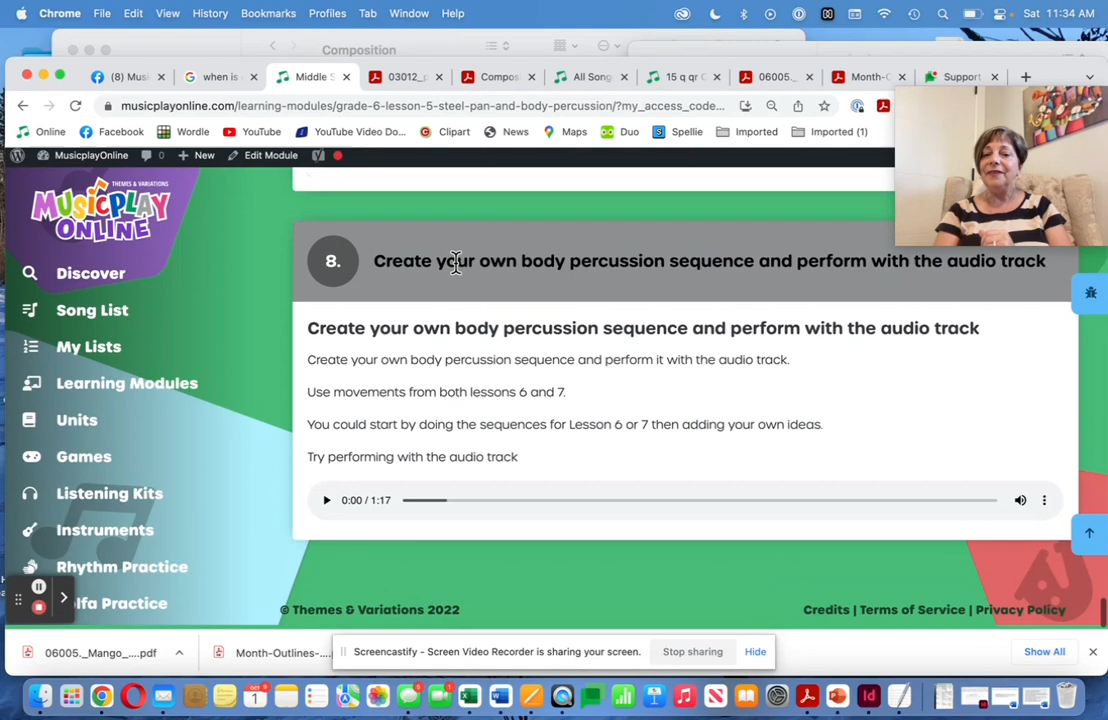 Chrome File Edit View History Bookmarks Profiles Tab Window Help Sat 11:34 AM
Composition
(8) Mus
when is
Middle S
03012_
Compos
All Song
15 q qr
06005.
Month-O
Support
musicplayonline.com/learning-modules/grade-6-lesson-5-steel-pan-and-body-percussion/?my_access_code...
Online Facebook Wordle YouTube YouTube Video Do... Clipart News Maps Duo Spellie Imported Imported (1)
MusicplayOnline New Edit Module
THEMES & VARIATIONS
MUSICPLAY
ONLINE
Discover
Song List
My Lists
Learning Modules
Units
Games
Listening Kits
Instruments
Rhythm Practice
olfa Practice
8. Create your own body percussion sequence and perform with the audio track
Create your own body percussion sequence and perform with the audio track
Create your own body percussion sequence and perform it with the audio track.
Use movements from both lessons 6 and 7.
You could start by doing the sequences for Lesson 6 or 7 then adding your own ideas.
Try performing with the audio track
0:00 / 1:17
© Themes & Variations 2022
Credits | Terms of Service | Privacy Policy
06005._Mango_....pdf
Month-Outlines-....p
Screencastify - Screen Video Recorder is sharing your screen. Stop sharing Hide
Show All